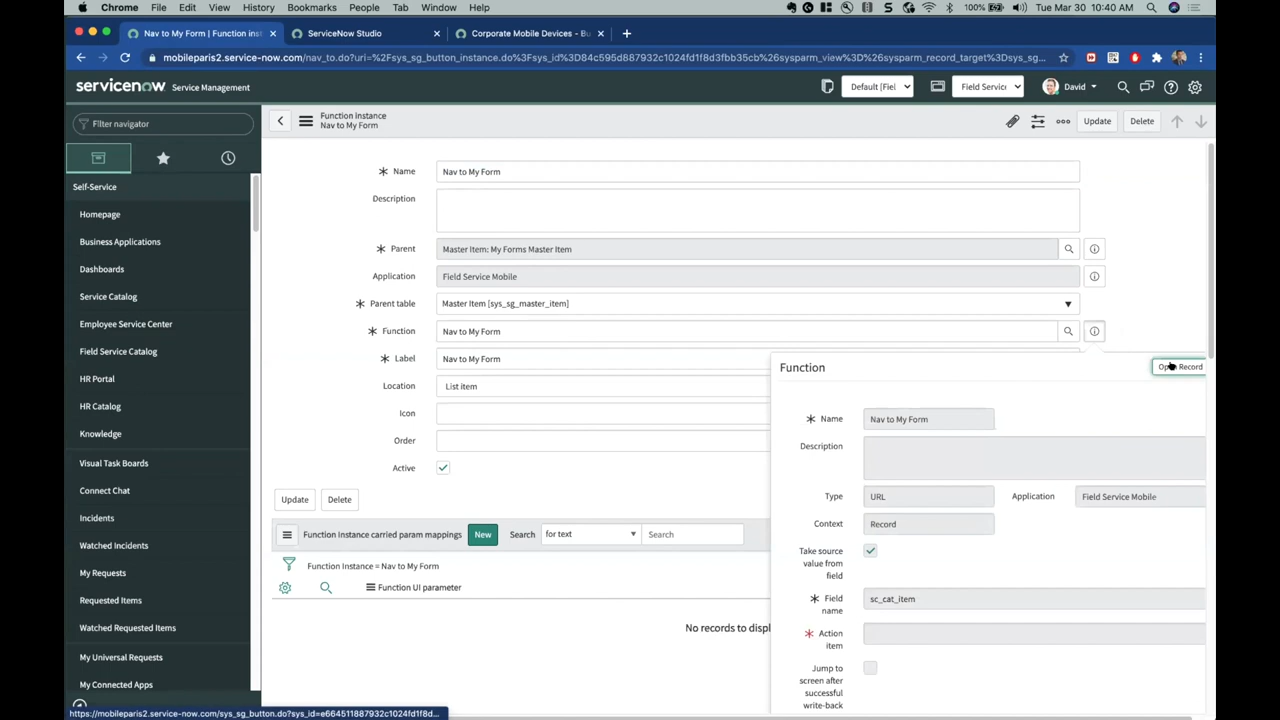 Chrome File Edit View History Bookmarks People Tab Window Help 100% Tue Mar 30 10:40 AM
Nav to My Form | Function ins × ServiceNow Studio × Corporate Mobile Devices - Bu × +
mobileparis2.service-now.com/nav_to.do?uri=%2Fsys_sg_button_instance.do%3Fsys_id%3D84c595d887932c1024fd1f8d3fbb35cb%26sysparm_view%3D%26sysparm_record_target%3Dsys_sg...
servicenow Service Management Default [Fiel Field Servic David
Filter navigator
Function Instance
Nav to My Form
Update Delete
Self-Service
Homepage
Business Applications
Dashboards
Service Catalog
Employee Service Center
Field Service Catalog
HR Portal
HR Catalog
Knowledge
Visual Task Boards
Connect Chat
Incidents
Watched Incidents
My Requests
Requested Items
Watched Requested Items
My Universal Requests
My Connected Apps
Name Nav to My Form
Description
Parent Master Item: My Forms Master Item
Application Field Service Mobile
Parent table Master Item [sys_sg_master_item]
Function Nav to My Form
Label Nav to My Form
Location List item
Icon
Order
Active
Update Delete
Function Instance carried param mappings New Search for text Search
Function Instance = Nav to My Form
Function UI parameter
No records to displ
Function Open Record
Name Nav to My Form
Description
Type URL Application Field Service Mobile
Context Record
Take source
value from
field
Field
name sc_cat_item
Action
item
Jump to
screen after
successful
write-back
https://mobileparis2.service-now.com/sys_sg_button.do?sys_id=e664511887932c1024fd1f8d...